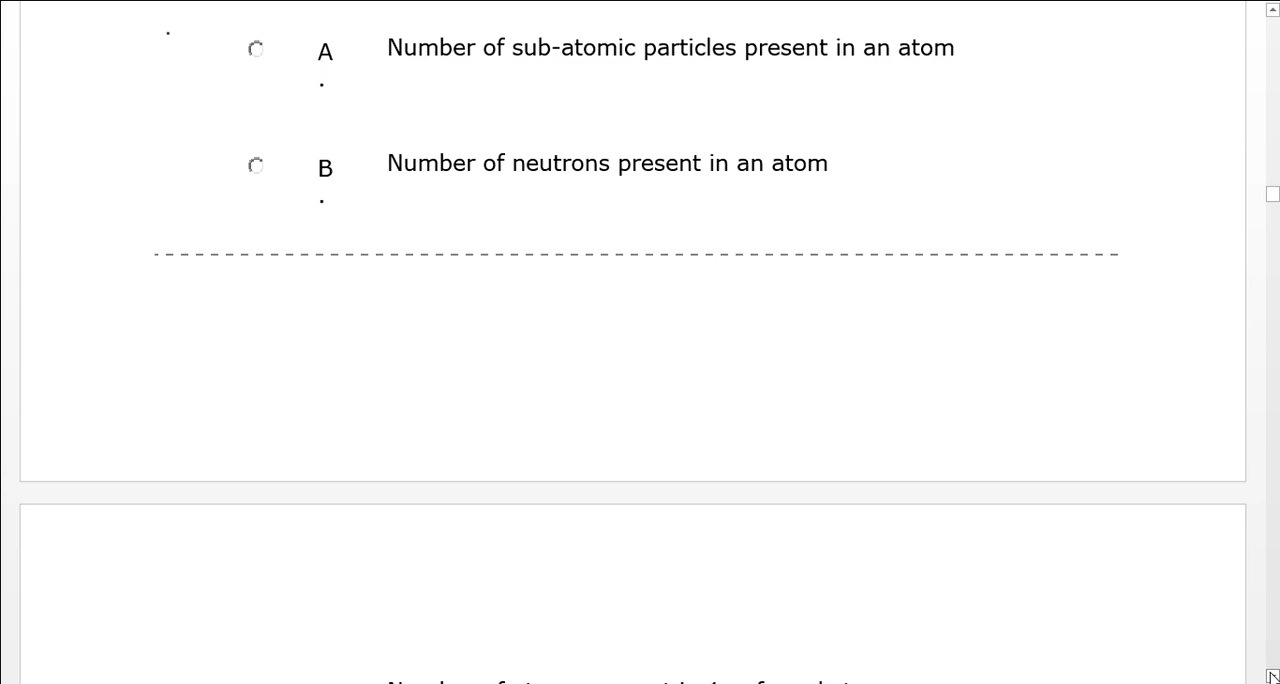 .
A Number of sub-atomic particles present in an atom
.
B Number of neutrons present in an atom
.